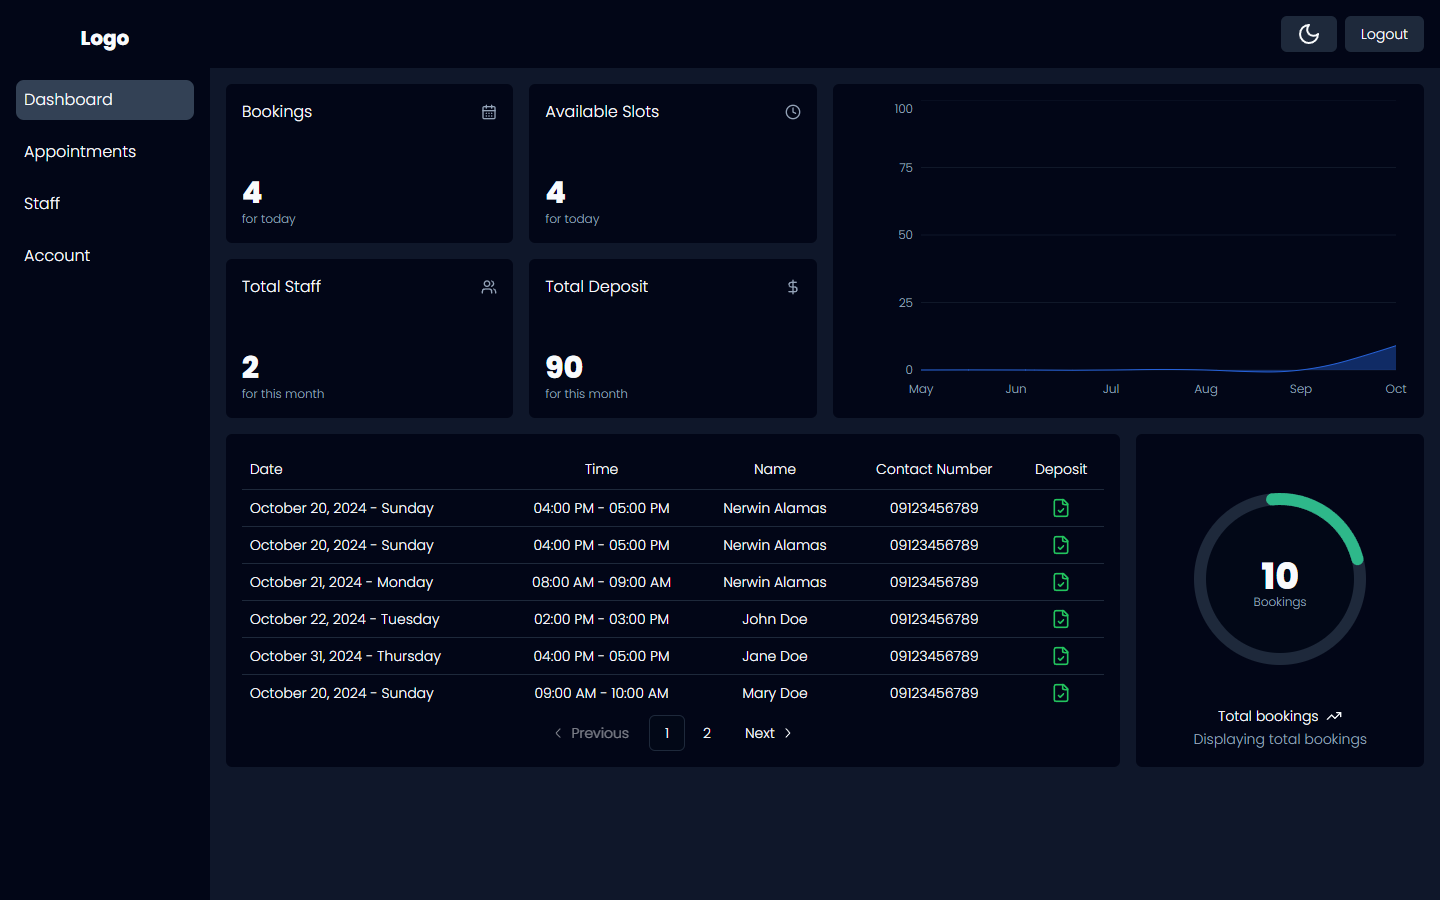 Logo
Logout
Dashboard
Appointments
Staff
Account
Bookings
4
for today
Available Slots
4
for today
Total Staff
2
for this month
Total Deposit
90
for this month
100
75
50
25
0
May Jun Jul Aug Sep Oct
Date Time Name Contact Number Deposit
October 20, 2024 - Sunday 04:00 PM - 05:00 PM Nerwin Alamas 09123456789
October 20, 2024 - Sunday 04:00 PM - 05:00 PM Nerwin Alamas 09123456789
October 21, 2024 - Monday 08:00 AM - 09:00 AM Nerwin Alamas 09123456789
October 22, 2024 - Tuesday 02:00 PM - 03:00 PM John Doe 09123456789
October 31, 2024 - Thursday 04:00 PM - 05:00 PM Jane Doe 09123456789
October 20, 2024 - Sunday 09:00 AM - 10:00 AM Mary Doe 09123456789
Previous 1 2 Next
10
Bookings
Total bookings
Displaying total bookings